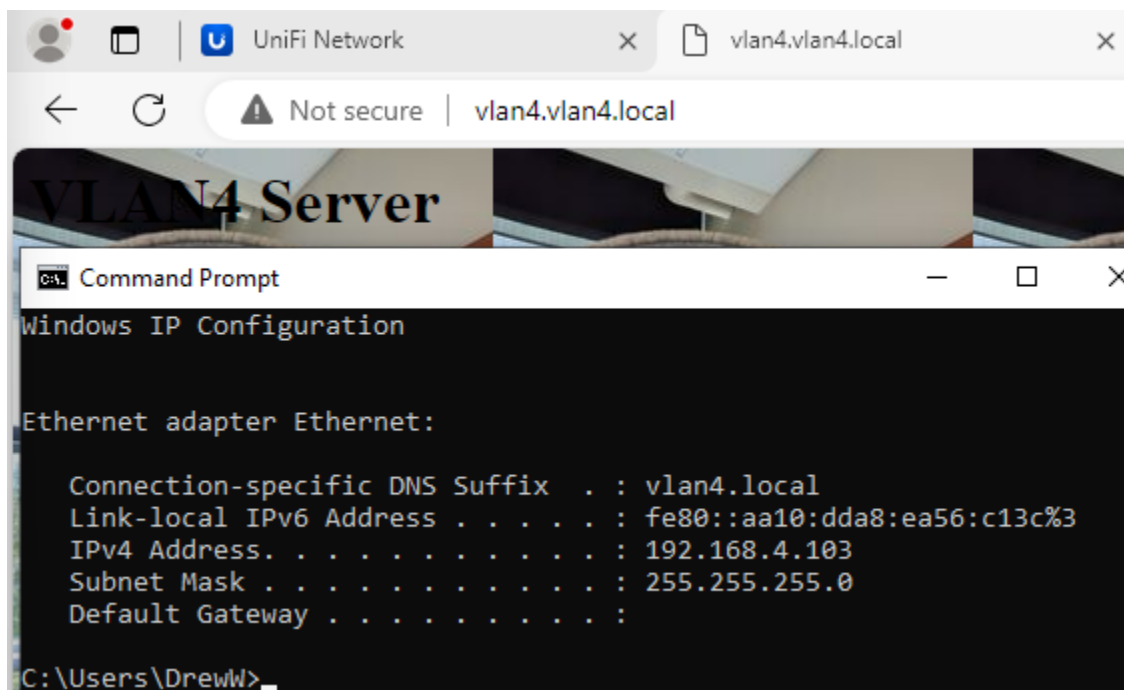 UniFi Network
vlan4.vlan4.local
Not secure | vlan4.vlan4.local
VLAN4 Server
C:\. Command Prompt
Windows IP Configuration
Ethernet adapter Ethernet:
Connection-specific DNS Suffix . : vlan4.local
Link-local IPv6 Address . . . . . : fe80::aa10:dda8:ea56:c13c%3
IPv4 Address. . . . . . . . . . . : 192.168.4.103
Subnet Mask . . . . . . . . . . . : 255.255.255.0
Default Gateway . . . . . . . . . :
C:\Users\DrewW>